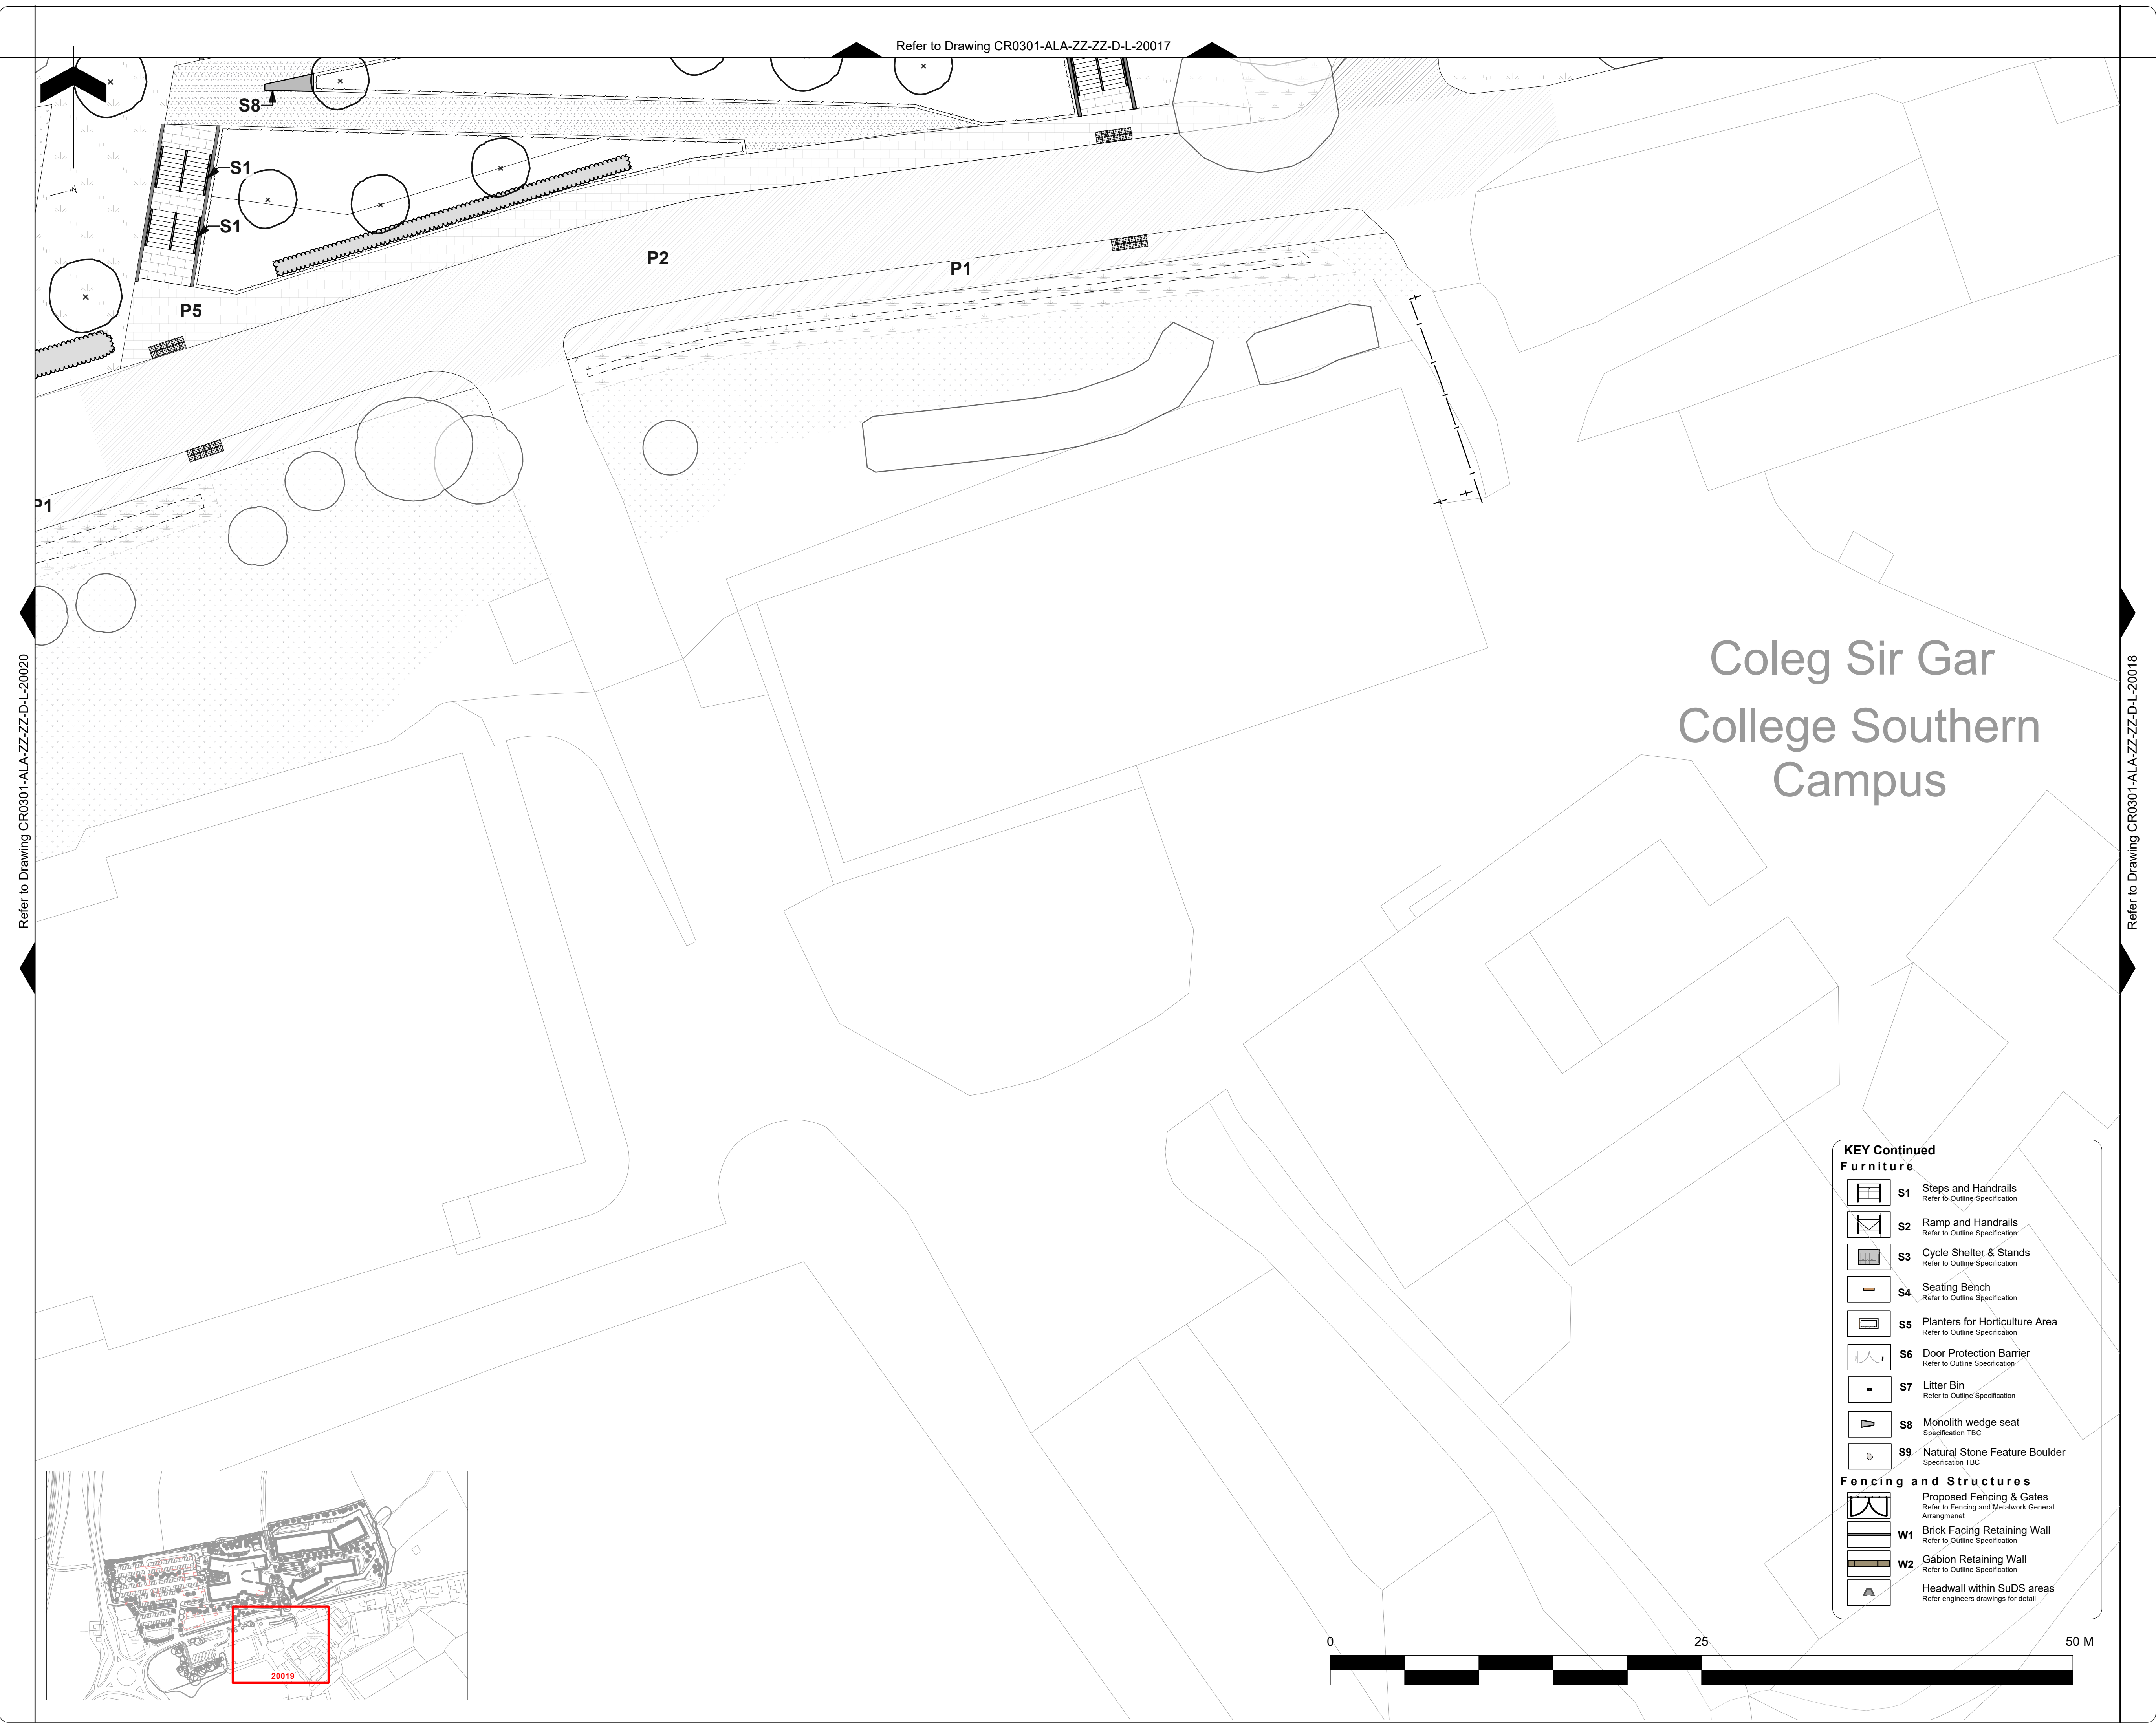 Refer to Drawing CR0301-ALA-ZZ-ZZ-D-L-20017
S8
S1
S1
P2
P1
P5
P1
Refer to Drawing CR0301-ALA-ZZ-ZZ-D-L-20020
Refer to Drawing CR0301-ALA-ZZ-ZZ-D-L-20018
Coleg Sir Gar
College Southern
Campus
KEY Continued
Furniture
S1 Steps and Handrails
Refer to Outline Specification
S2 Ramp and Handrails
Refer to Outline Specification
S3 Cycle Shelter & Stands
Refer to Outline Specification
S4 Seating Bench
Refer to Outline Specification
S5 Planters for Horticulture Area
Refer to Outline Specification
S6 Door Protection Barrier
Refer to Outline Specification
S7 Litter Bin
Refer to Outline Specification
S8 Monolith wedge seat
Specification TBC
S9 Natural Stone Feature Boulder
Specification TBC
Fencing and Structures
Proposed Fencing & Gates
Refer to Fencing and Metalwork General
Arrangmenet
W1 Brick Facing Retaining Wall
Refer to Outline Specification
W2 Gabion Retaining Wall
Refer to Outline Specification
Headwall within SuDS areas
Refer engineers drawings for detail
0 25 50 M
20019